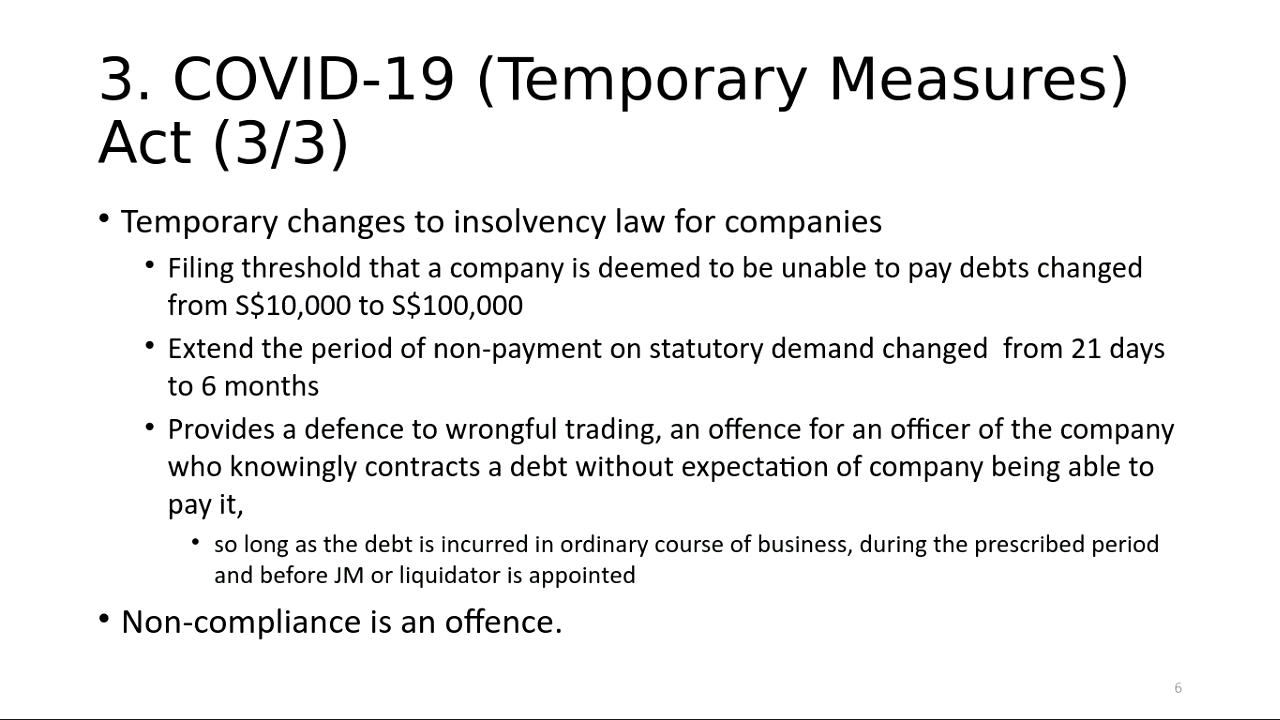 3. COVID-19 (Temporary Measures)
Act (3/3)
• Temporary changes to insolvency law for companies
• Filing threshold that a company is deemed to be unable to pay debts changed
from S$10,000 to S$100,000
• Extend the period of non-payment on statutory demand changed  from 21 days
to 6 months
• Provides a defence to wrongful trading, an offence for an officer of the company
who knowingly contracts a debt without expectation of company being able to
pay it,
• so long as the debt is incurred in ordinary course of business, during the prescribed period
and before JM or liquidator is appointed
• Non-compliance is an offence.
6